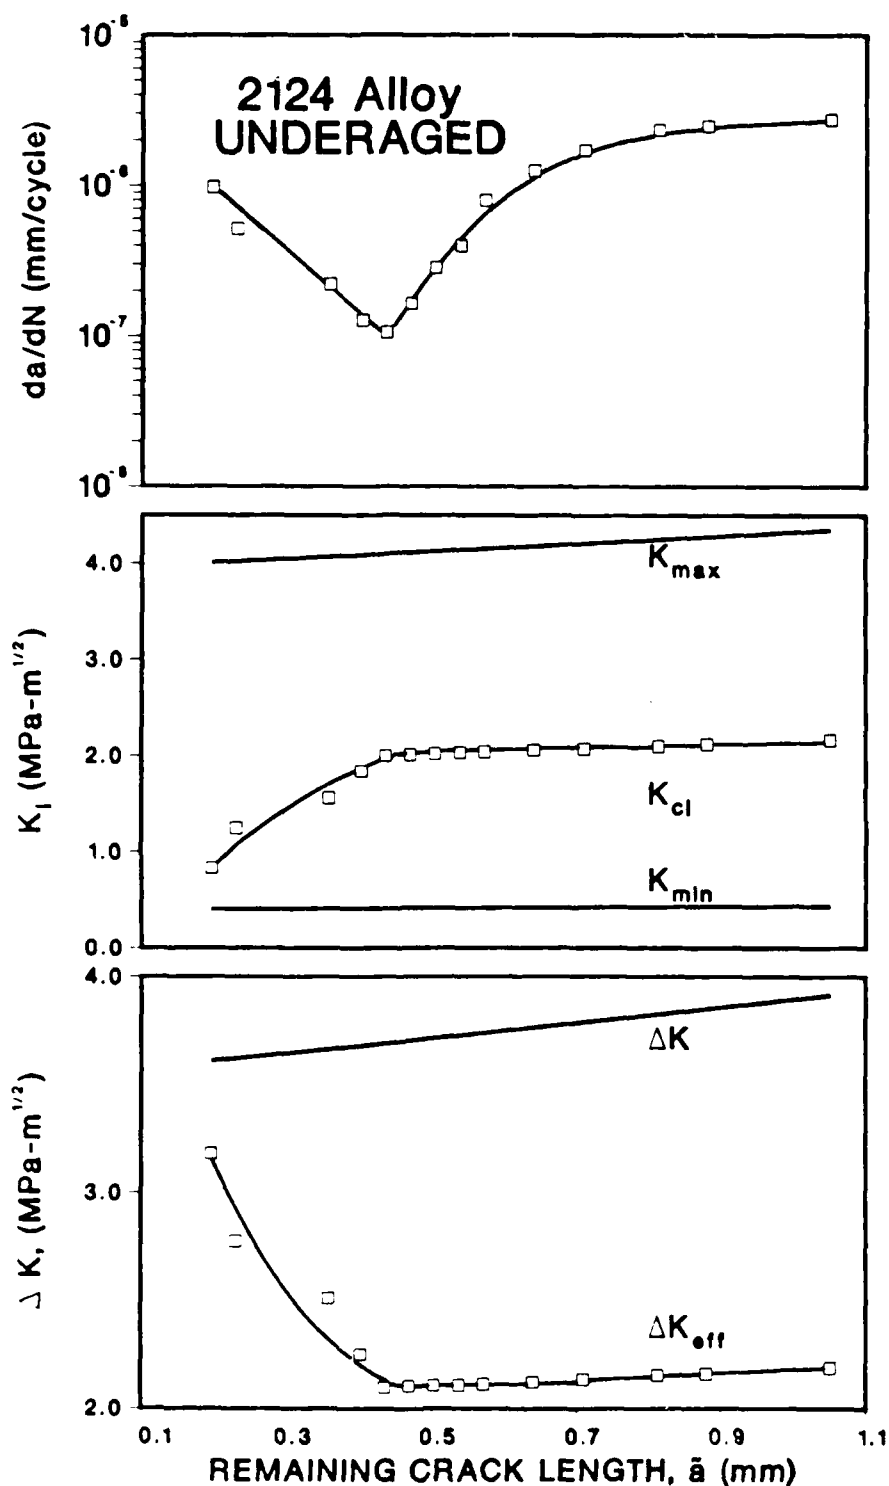 10⁻⁵
2124 Alloy
UNDERAGED
10⁻⁶
10⁻⁷
10⁻⁸
da/dN (mm/cycle)
4.0
3.0
2.0
1.0
0.0
K_I (MPa-m^1/2)
K_max
K_cl
K_min
4.0
3.0
2.0
Δ K, (MPa-m^1/2)
ΔK
ΔK_eff
0.1 0.3 0.5 0.7 0.9 1.1
REMAINING CRACK LENGTH, ã (mm)